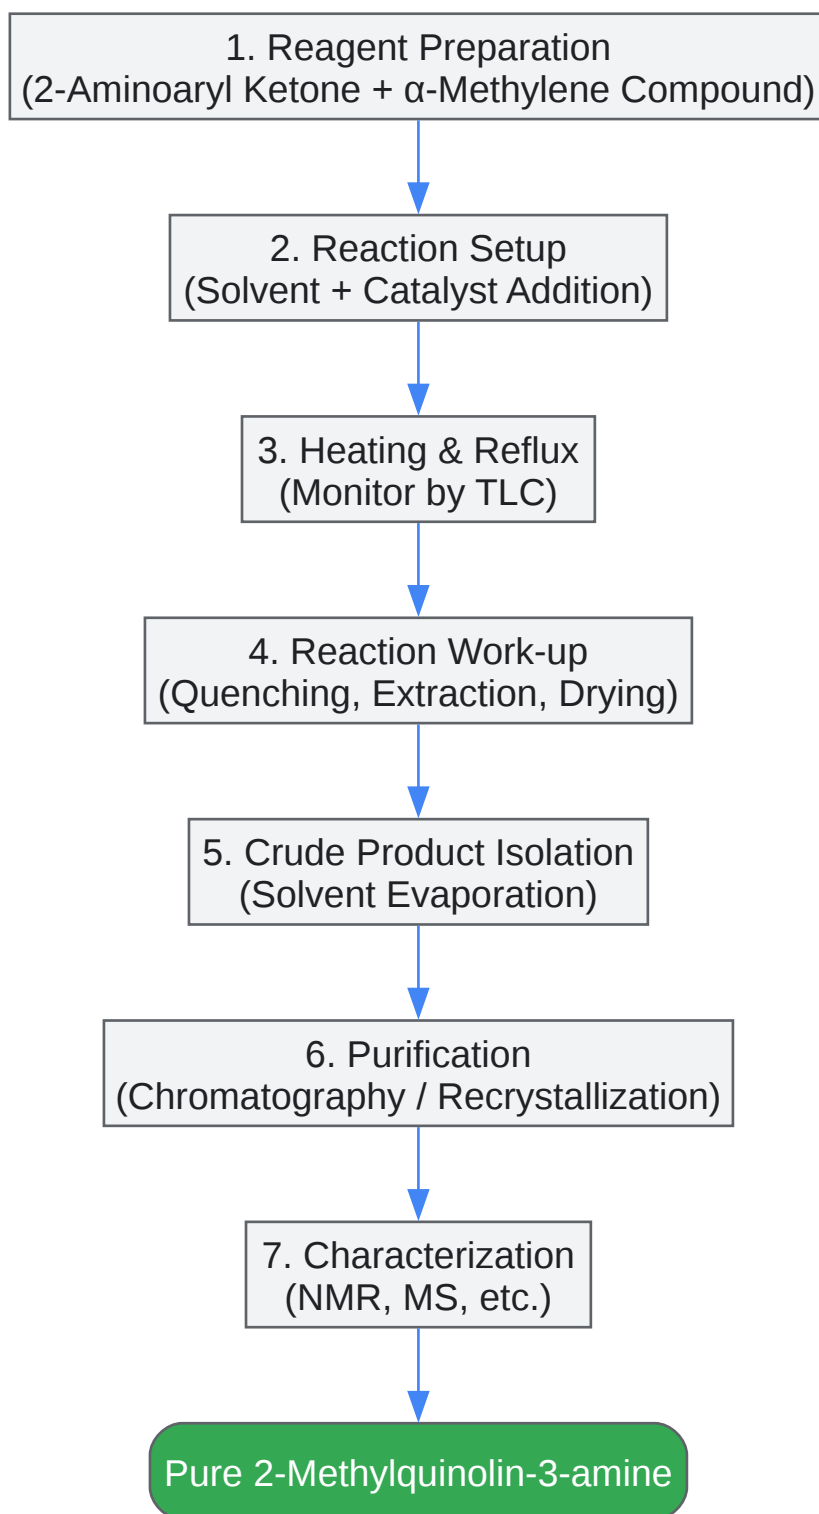 1. Reagent Preparation
(2-Aminoaryl Ketone + α-Methylene Compound)
2. Reaction Setup
(Solvent + Catalyst Addition)
3. Heating & Reflux
(Monitor by TLC)
4. Reaction Work-up
(Quenching, Extraction, Drying)
5. Crude Product Isolation
(Solvent Evaporation)
6. Purification
(Chromatography / Recrystallization)
7. Characterization
(NMR, MS, etc.)
Pure 2-Methylquinolin-3-amine